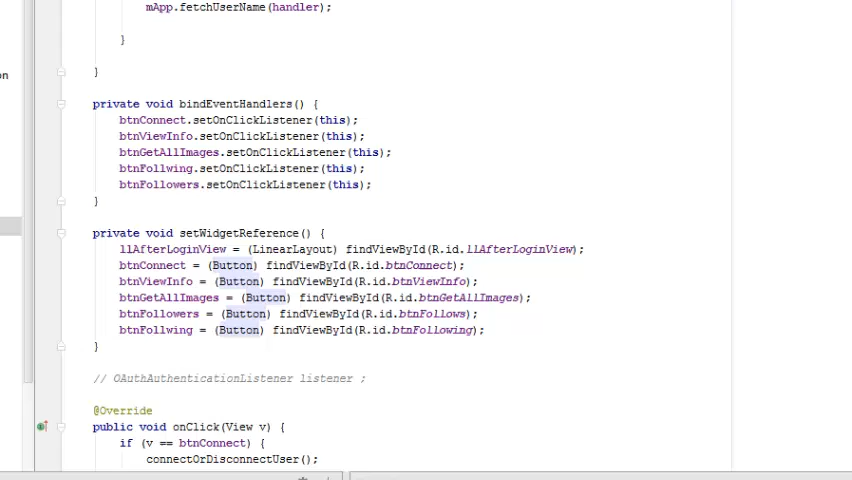 mApp.fetchUserName(handler);
}
on
}
private void bindEventHandlers() {
btnConnect.setOnClickListener(this);
btnViewInfo.setOnClickListener(this);
btnGetAllImages.setOnClickListener(this);
btnFollwing.setOnClickListener(this);
btnFollowers.setOnClickListener(this);
}
private void setWidgetReference() {
llAfterLoginView = (LinearLayout) findViewById(R.id.llAfterLoginView);
btnConnect = (Button) findViewById(R.id.btnConnect);
btnViewInfo = (Button) findViewById(R.id.btnViewInfo);
btnGetAllImages = (Button) findViewById(R.id.btnGetAllImages);
btnFollowers = (Button) findViewById(R.id.btnFollows);
btnFollwing = (Button) findViewById(R.id.btnFollowing);
}
// OAuthAuthenticationListener listener ;
@Override
public void onClick(View v) {
if (v == btnConnect) {
connectOrDisconnectUser();